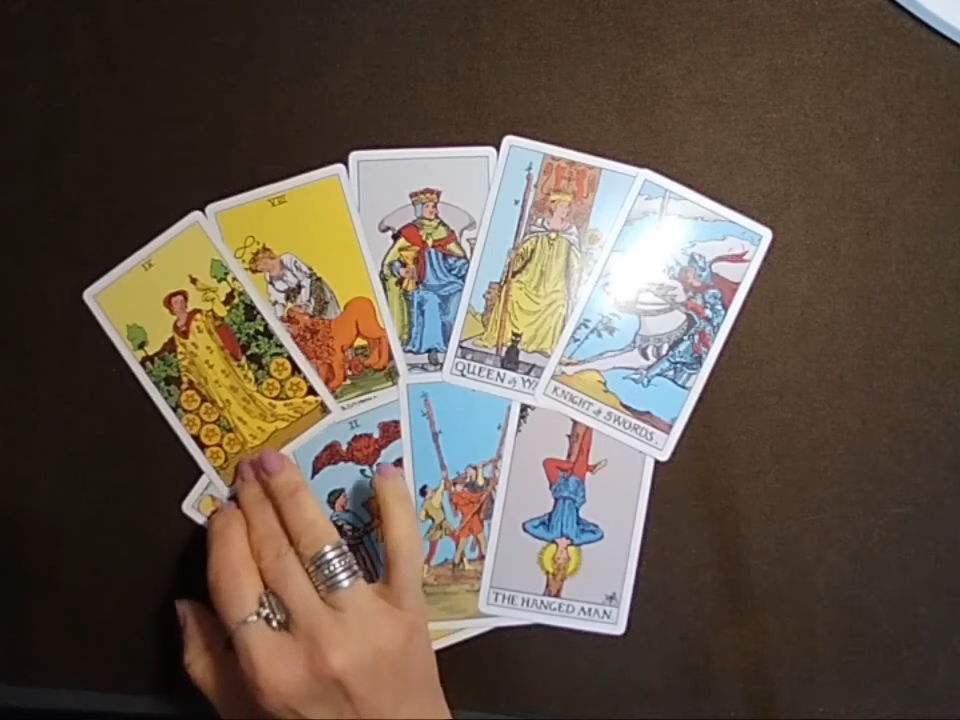 IX
VIII
QUEEN of
KNIGHT of SWORDS.
II
THE HANGED MAN